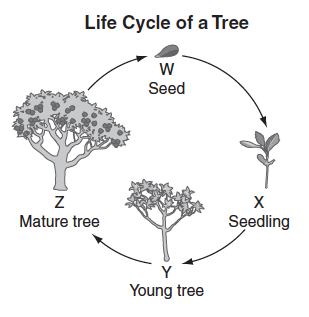 Life Cycle of a Tree
W
Seed
X
Seedling
Y
Young tree
Z
Mature tree